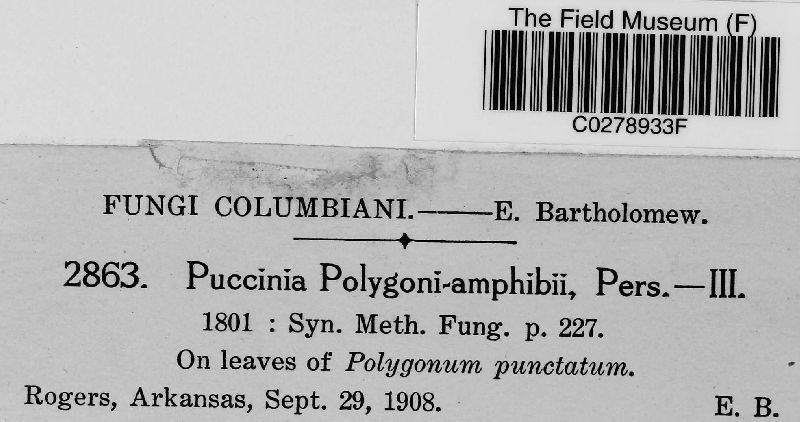 The Field Museum (F)
C0278933F
FUNGI COLUMBIANI.——E. Bartholomew.
2863. Puccinia Polygoni-amphibii, Pers.—III.
1801 : Syn. Meth. Fung. p. 227.
On leaves of Polygonum punctatum.
Rogers, Arkansas, Sept. 29, 1908. E. B.